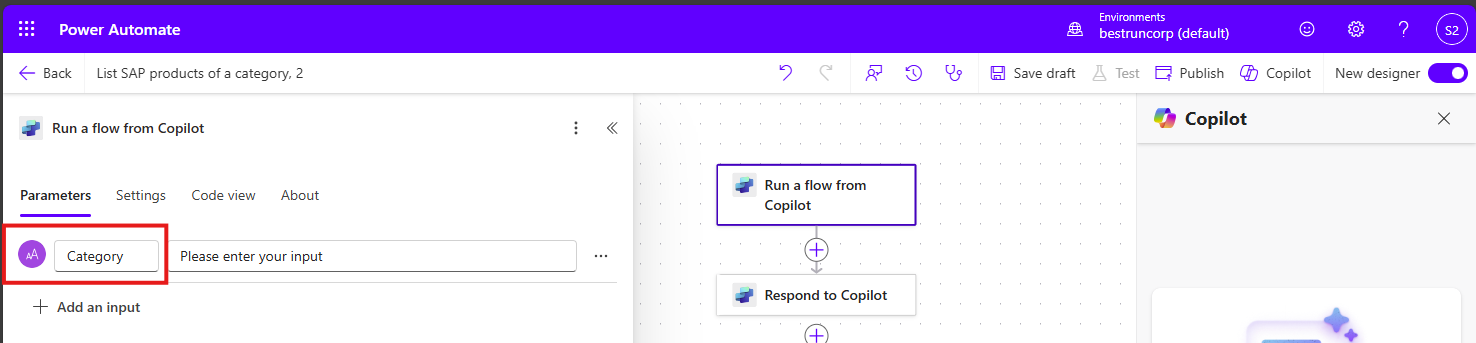 Power Automate
Environments
bestruncorp (default)
?
S2
Back
List SAP products of a category, 2
Save draft
Test
Publish
Copilot
New designer
Run a flow from Copilot
Parameters
Settings
Code view
About
AA
Category
Please enter your input
Add an input
Run a flow from
Copilot
Respond to Copilot
Copilot